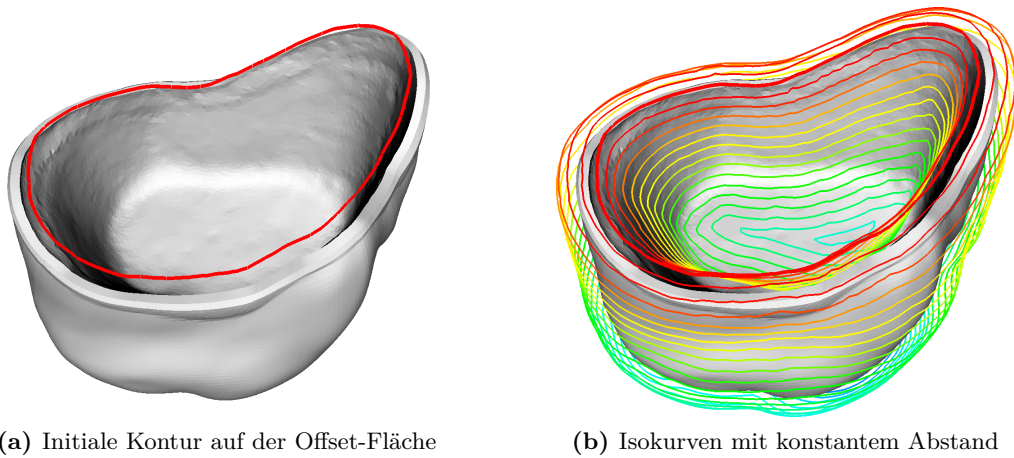 (a) Initiale Kontur auf der Offset-Fläche
(b) Isokurven mit konstantem Abstand